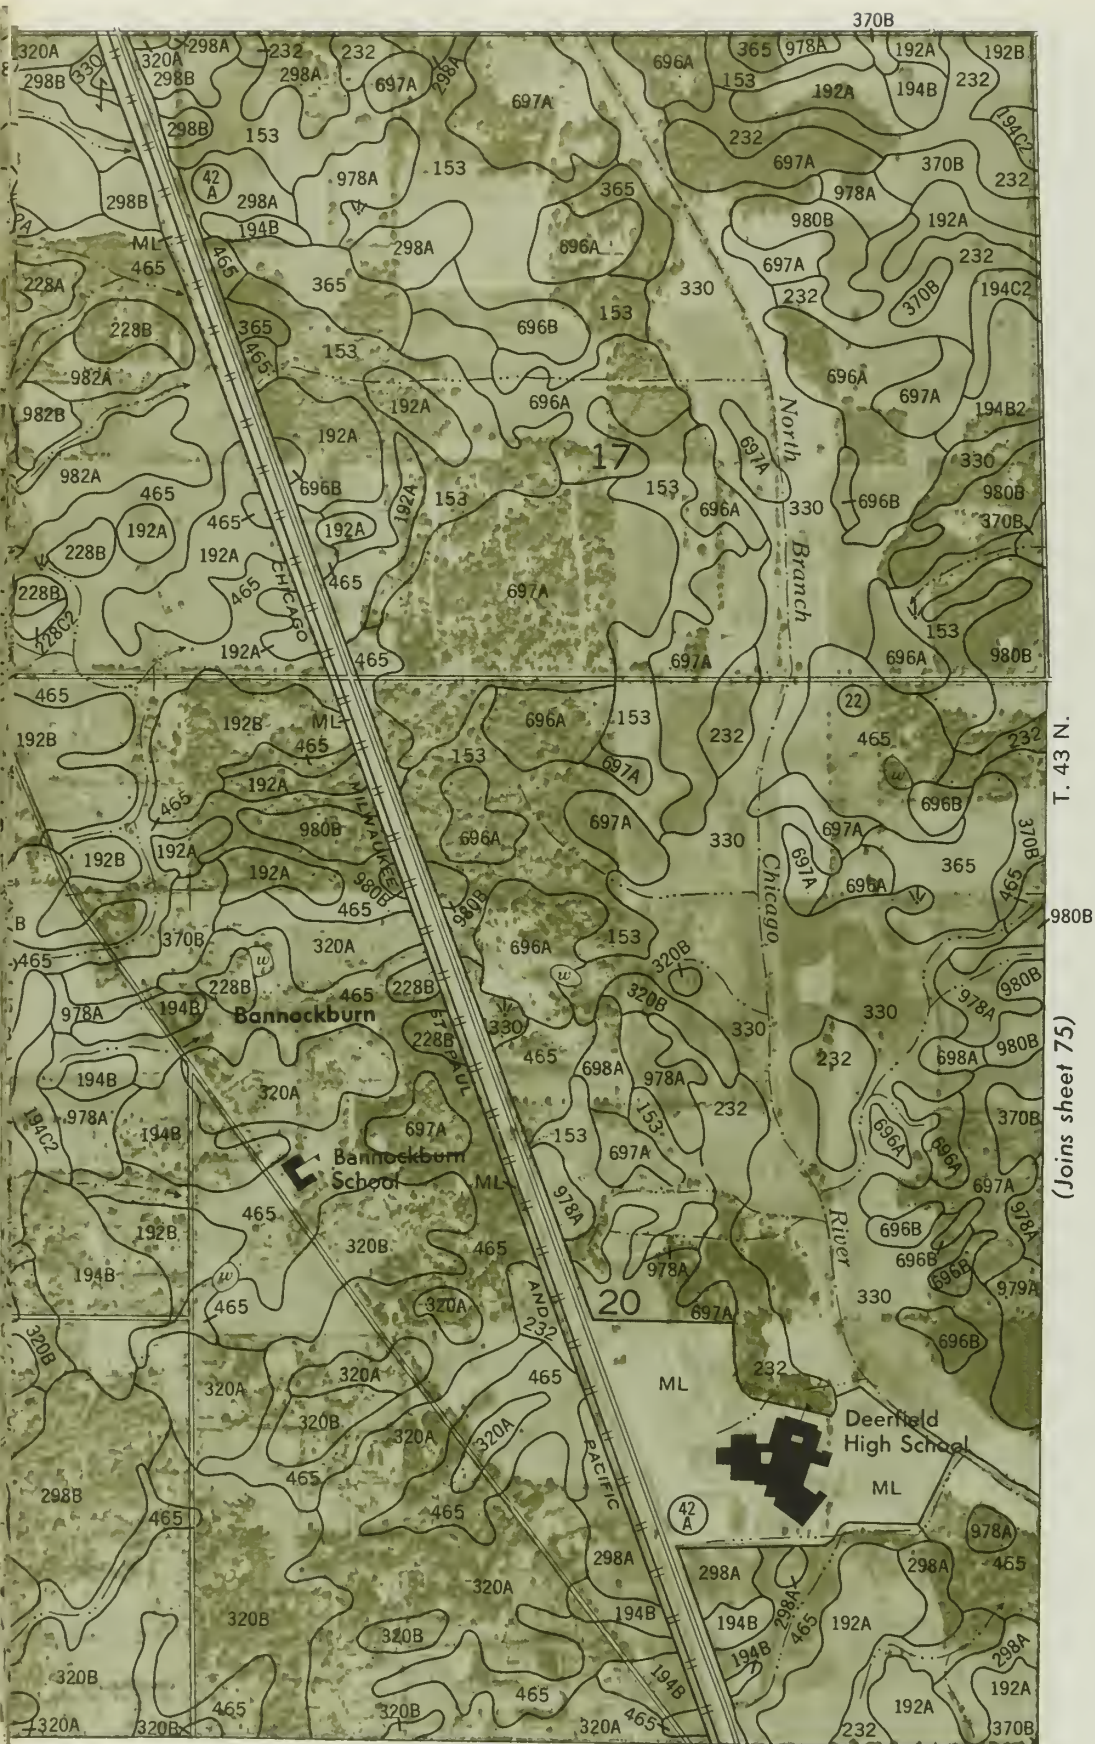 370B
320A
298A
232
232
365
978A
192A
192B
298B
330
320A
298B
298A
697A
298A
696A
153
192A
194B
232
697A
298B
153
232
194C2
697A
370B
42
A
978A
153
365
978A
232
298B
298A
194B
980B
192A
ML
298A
696A
697A
232
465
465
365
330
232
370B
194C2
228A
228B
365
696B
153
465
153
982A
696A
982B
192A
696A
697A
194B2
192A
North
17
697A
330
982A
465
696B
192A
153
153
696A
330
696B
980B
370B
192A
465
192A
228B
192A
Branch
465
CHICAGO
465
697A
228B
228C2
153
192A
465
697A
696A
980B
465
22
192B
192B
ML
465
696A
153
232
465
232
T. 43 N.
153
697A
w
192A
465
MILWAUKEE
696B
980B
696A
697A
330
697A
370B
192B
192A
192A
980B
Chicago
697A
696A
365
465
465
980B
980B
B
370B
320A
696A
153
465
w
228B
465
228B
w
320B
320B
980B
978A
194B
Bannockburn
330
330
330
978A
228B
ST PAUL
465
232
698A
980B
194B
320A
698A
978A
232
978A
194B
697A
153
153
370B
194C2
696A
696A
697A
Bannockburn
School
ML
697A
978A
978A
465
192B
320B
465
River
696B
696B
194B
w
978A
696B
979A
465
320A
AND
20
697A
330
320B
232
696B
320A
320A
465
232
ML
320B
320A
320A
Deerfield
High School
465
PACIFIC
298B
465
465
ML
42
A
978A
298A
298A
298A
465
320A
298A
320B
194B
194B
192A
320B
465
298A
194B
320B
194B
192A
465
465
192A
320A
320B
320B
320A
465
232
370B
(Joins sheet 75)